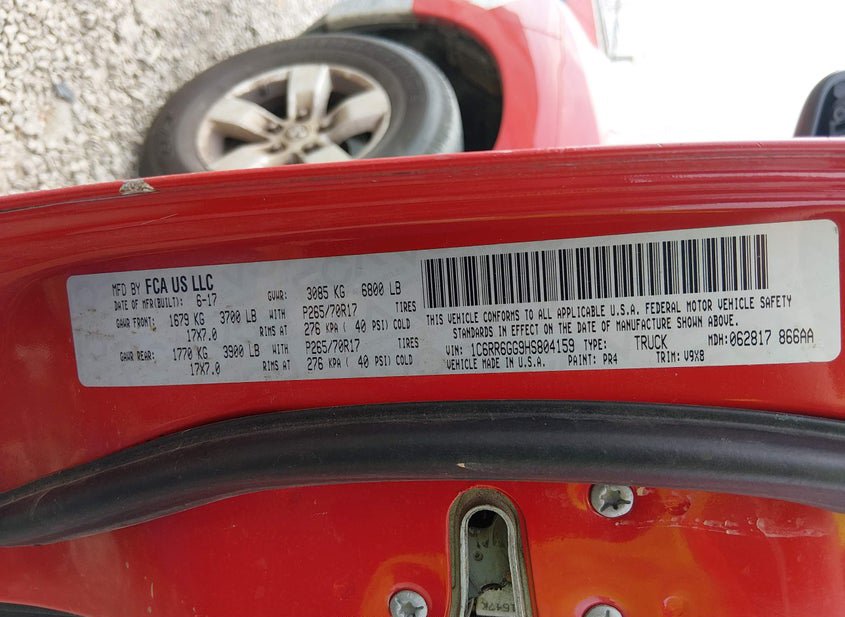 MFD BY FCA US LLC
DATE OF MFR(BUILT): 6-17 GVWR: 3085 KG 6800 LB
GAWR FRONT: 1679 KG 3700 LB WITH P265/70R17 TIRES
17X7.0 RIMS AT 276 KPA ( 40 PSI) COLD
GAWR REAR: 1770 KG 3900 LB WITH P265/70R17 TIRES
17X7.0 RIMS AT 276 KPA ( 40 PSI) COLD
THIS VEHICLE CONFORMS TO ALL APPLICABLE U.S.A. FEDERAL MOTOR VEHICLE SAFETY
STANDARDS IN EFFECT ON THE DATE OF MANUFACTURE SHOWN ABOVE.
VIN: 1C6RR6GG9HS804159 TYPE: TRUCK MDH: 062817 866AA
VEHICLE MADE IN U.S.A. PAINT: PR4 TRIM: V9X8